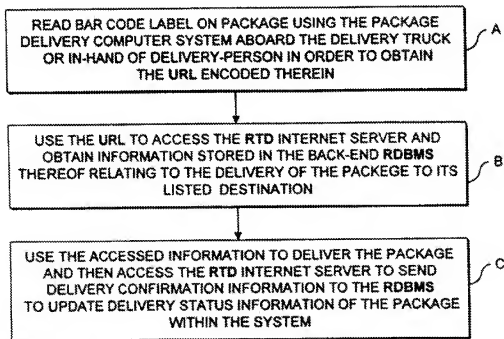 READ BAR CODE LABEL ON PACKAGE USING THE PACKAGE
DELIVERY COMPUTER SYSTEM ABOARD THE DELIVERY TRUCK
OR IN-HAND OF DELIVERY-PERSON IN ORDER TO OBTAIN
THE URL ENCODED THEREIN
A
USE THE URL TO ACCESS THE RTD INTERNET SERVER AND
OBTAIN INFORMATION STORED IN THE BACK-END RDBMS
THEREOF RELATING TO THE DELIVERY OF THE PACKEGE TO ITS
LISTED DESTINATION
B
USE THE ACCESSED INFORMATION TO DELIVER THE PACKAGE
AND THEN ACCESS THE RTD INTERNET SERVER TO SEND
DELIVERY CONFIRMATION INFORMATION TO THE RDBMS
TO UPDATE DELIVERY STATUS INFORMATION OF THE PACKAGE
WITHIN THE SYSTEM
C